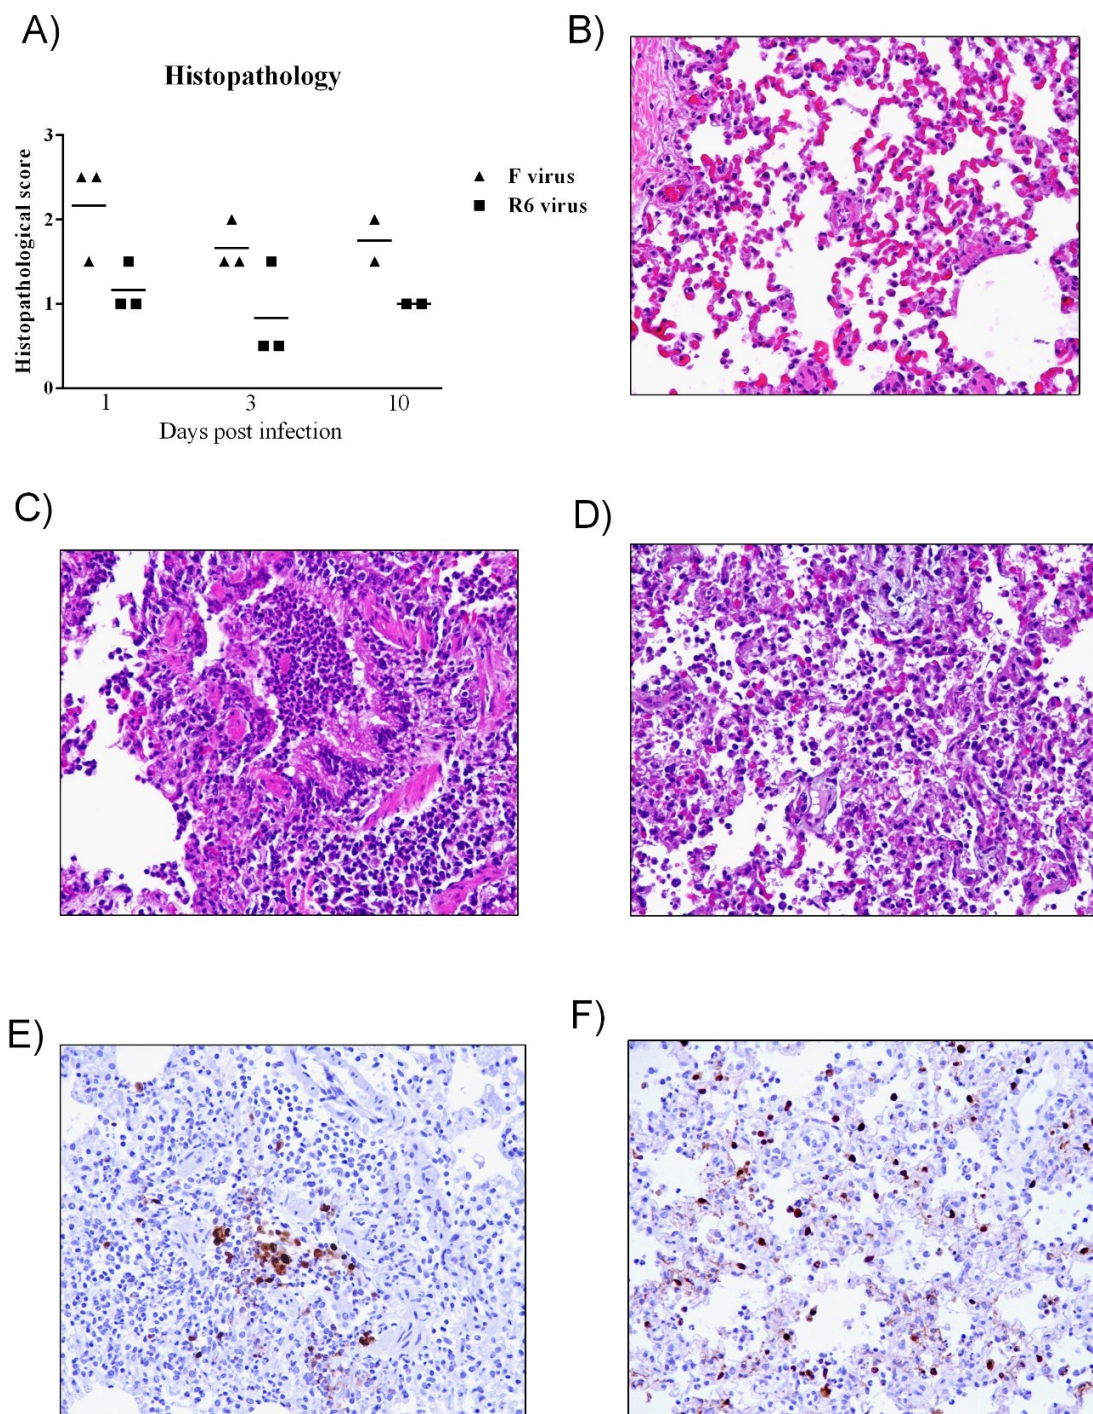 A)
Histopathology
Histopathological score
3
2
1
0
1
3
10
Days post infection
F virus
R6 virus
B)
C)
D)
E)
F)